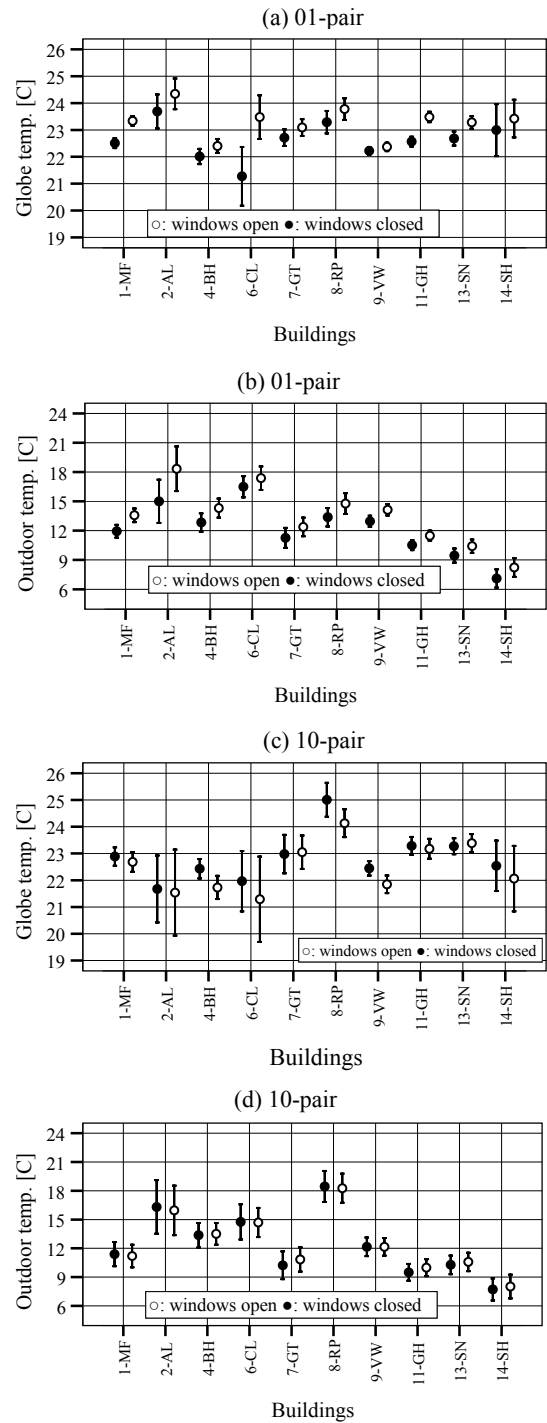 (a) 01-pair
Globe temp. [C]
26
25
24
23
22
21
20
19
○: windows open ●: windows closed
1-MF
2-AL
4-BH
6-CL
7-GT
8-RP
9-VW
11-GH
13-SN
14-SH
Buildings
(b) 01-pair
Outdoor temp. [C]
24
21
18
15
12
9
6
○: windows open ●: windows closed
1-MF
2-AL
4-BH
6-CL
7-GT
8-RP
9-VW
11-GH
13-SN
14-SH
Buildings
(c) 10-pair
Globe temp. [C]
26
25
24
23
22
21
20
19
○: windows open ●: windows closed
1-MF
2-AL
4-BH
6-CL
7-GT
8-RP
9-VW
11-GH
13-SN
14-SH
Buildings
(d) 10-pair
Outdoor temp. [C]
24
21
18
15
12
9
6
○: windows open ●: windows closed
1-MF
2-AL
4-BH
6-CL
7-GT
8-RP
9-VW
11-GH
13-SN
14-SH
Buildings